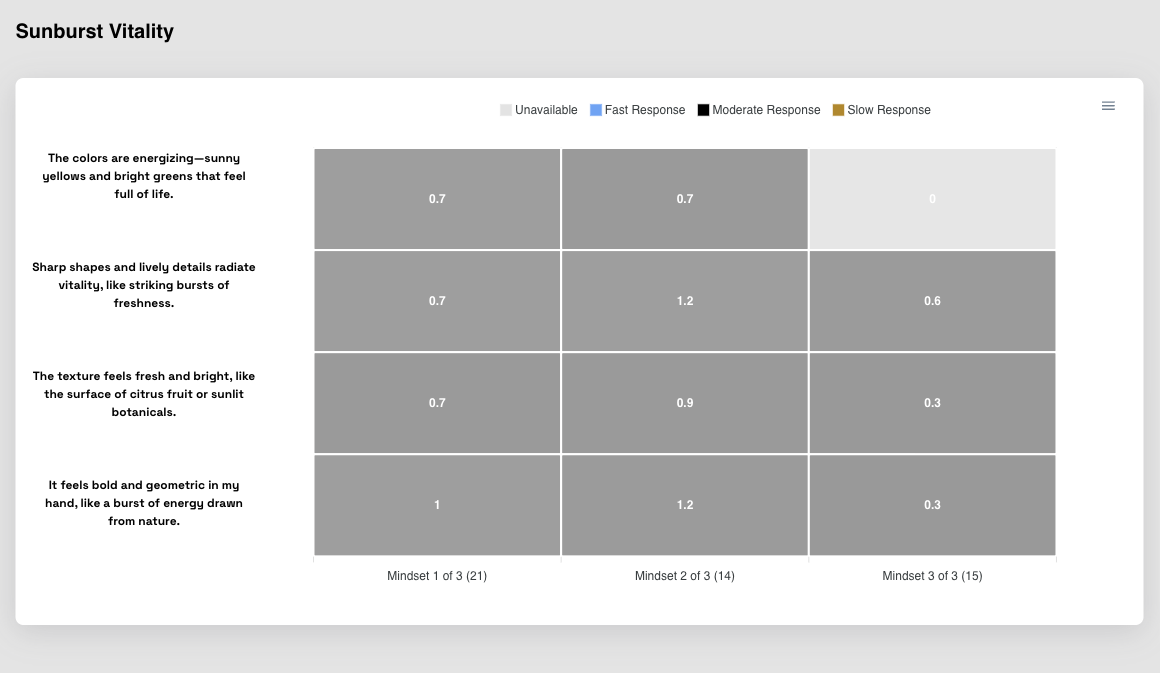 Sunburst Vitality
Unavailable
Fast Response
Moderate Response
Slow Response
The colors are energizing—sunny
yellows and bright greens that feel
full of life.
0.7
0.7
0
Sharp shapes and lively details radiate
vitality, like striking bursts of
freshness.
0.7
1.2
0.6
The texture feels fresh and bright, like
the surface of citrus fruit or sunlit
botanicals.
0.7
0.9
0.3
It feels bold and geometric in my
hand, like a burst of energy drawn
from nature.
1
1.2
0.3
Mindset 1 of 3 (21)
Mindset 2 of 3 (14)
Mindset 3 of 3 (15)